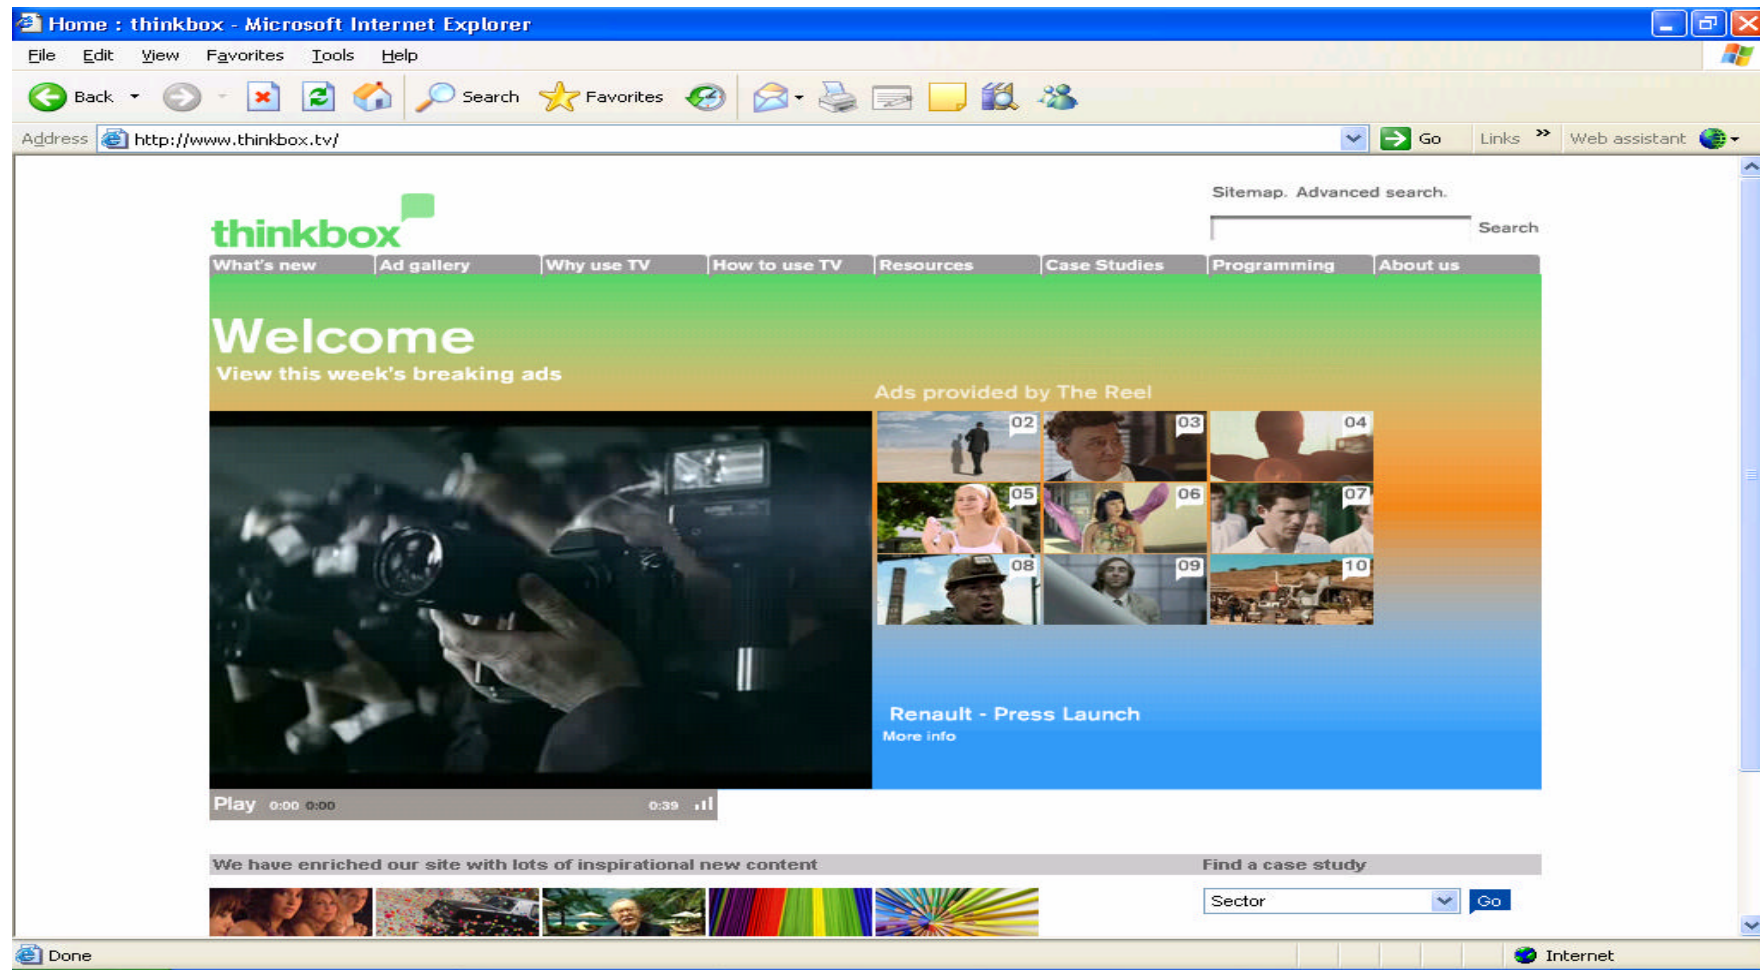 Home : thinkbox - Microsoft Internet Explorer
File Edit View Favorites Tools Help
Back Search Favorites
Address http://www.thinkbox.tv/ Go Links » Web assistant
Sitemap. Advanced search.
thinkbox
Search
What's new Ad gallery Why use TV How to use TV Resources Case Studies Programming About us
Welcome
View this week's breaking ads
Ads provided by The Reel
02 03 04
05 06 07
08 09 10
Renault - Press Launch
More info
Play 0:00 0:00 0:39
We have enriched our site with lots of inspirational new content Find a case study
Sector Go
Done Internet